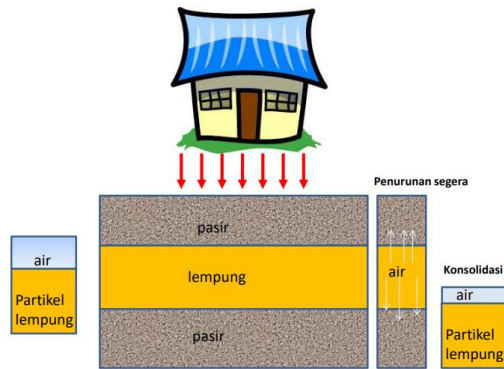 Penurunan segera
pasir
air
lempung
air
Konsolidasi
air
Partikel
lempung
Partikel
lempung
pasir